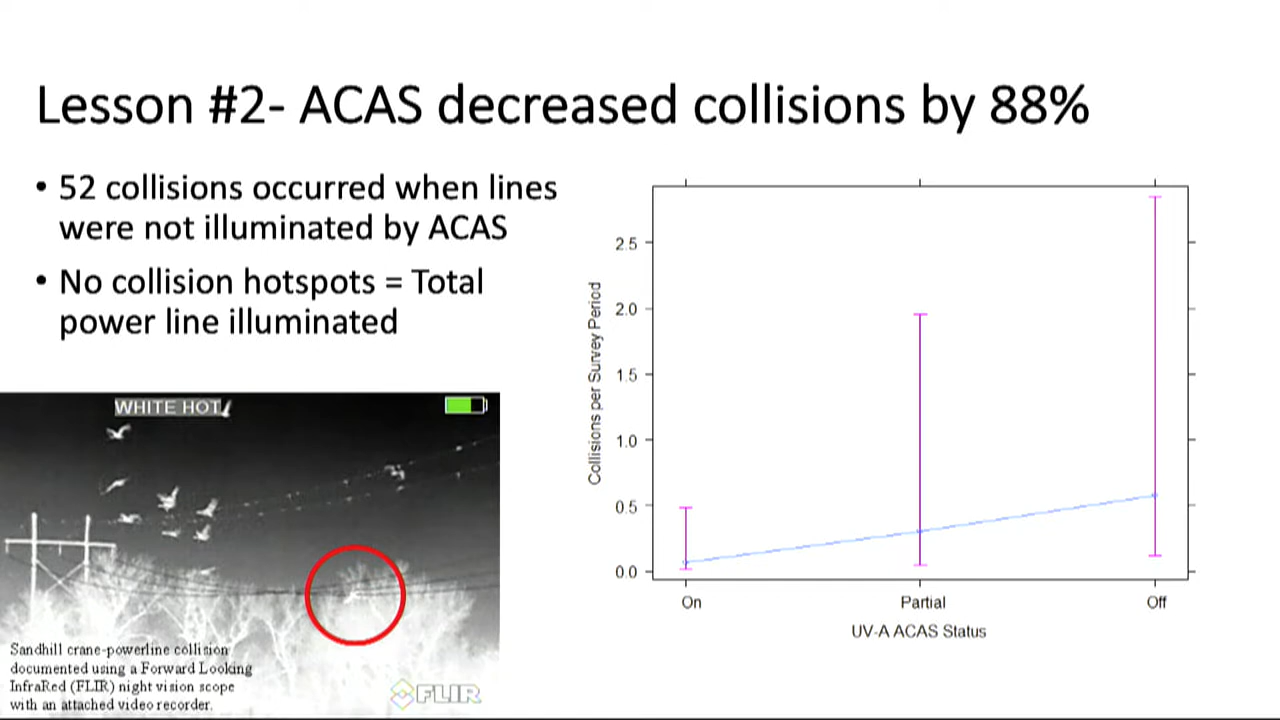 Lesson #2- ACAS decreased collisions by 88%
• 52 collisions occurred when lines
were not illuminated by ACAS
• No collision hotspots = Total
power line illuminated
WHITE HOT
Sandhill crane-powerline collision
documented using a Forward Looking
InfraRed (FLIR) night vision scope
with an attached video recorder.
FLIR
Collisions per Survey Period
2.5
2.0
1.5
1.0
0.5
0.0
On Partial Off
UV-A ACAS Status